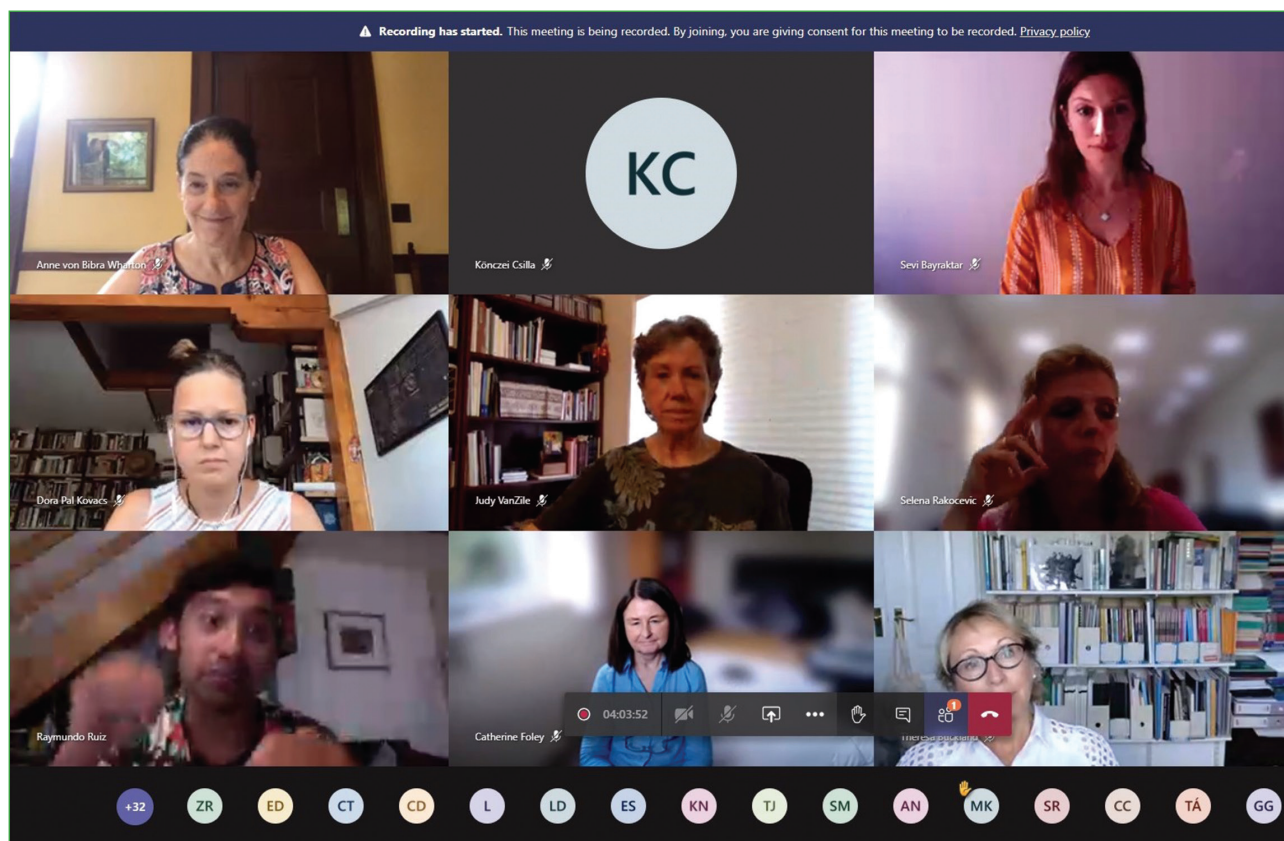 Recording has started. This meeting is being recorded. By joining, you are giving consent for this meeting to be recorded. Privacy policy
KC
Anne von Bibra Wharton
Könczei Csilla
Sevi Bayraktar
Dora Pal Kovacs
Judy VanZile
Selena Rakocevic
04:03:52
1
Raymundo Ruiz
Catherine Foley
Theresa Buckland
+32 ZR ED CT CD L LD ES KN TJ SM AN MK SR CC TÁ GG